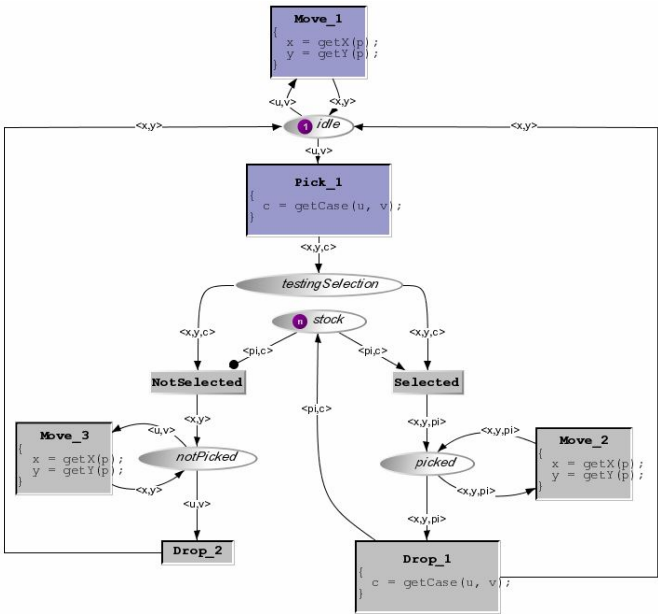 Move_1
{
x = getX(p);
y = getY(p);
}
<u,v>
<x,y>
<x,y>
1 idle
<x,y>
<u,v>
Pick_1
{
c = getCase(u, v);
}
<x,y,c>
testingSelection
n stock
<x,y,c>
<pi,c>
<pi,c>
<x,y,c>
NotSelected
Selected
<pi,c>
<x,y>
<x,y,pi>
Move_3
{
x = getX(p);
y = getY(p);
}
<u,v>
<x,y>
notPicked
picked
<x,y,pi>
<x,y,pi>
Move_2
{
x = getX(p);
y = getY(p);
}
<u,v>
<x,y,pi>
Drop_2
Drop_1
{
c = getCase(u, v);
}